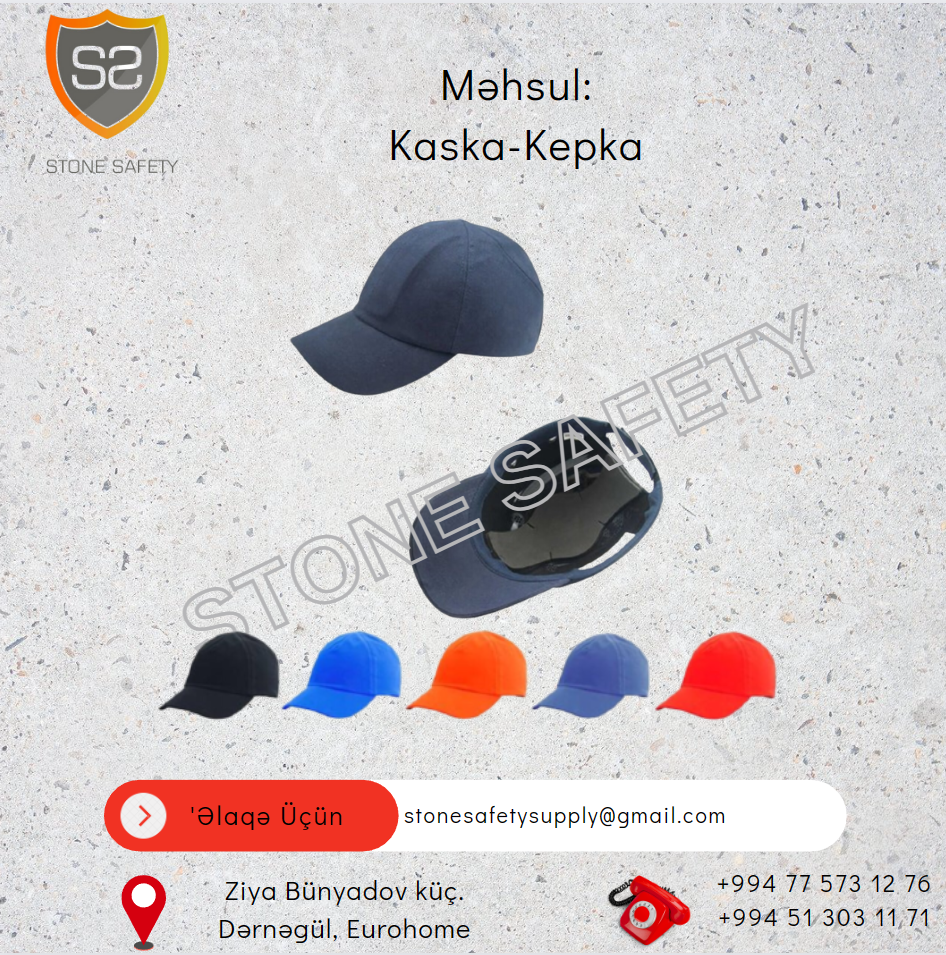 SS
STONE SAFETY
Məhsul:
Kaska-Kepka
STONE SAFETY
'Əlaqə Üçün
stonesafetysupply@gmail.com
Ziya Bünyadov küç.
Dərnəgül, Eurohome
+994 77 573 12 76
+994 51 303 11 71